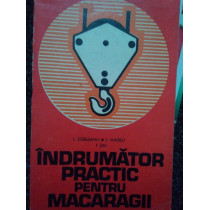 ÎNDRUMĂTOR
PRACTIC
PENTRU
MACARAGII